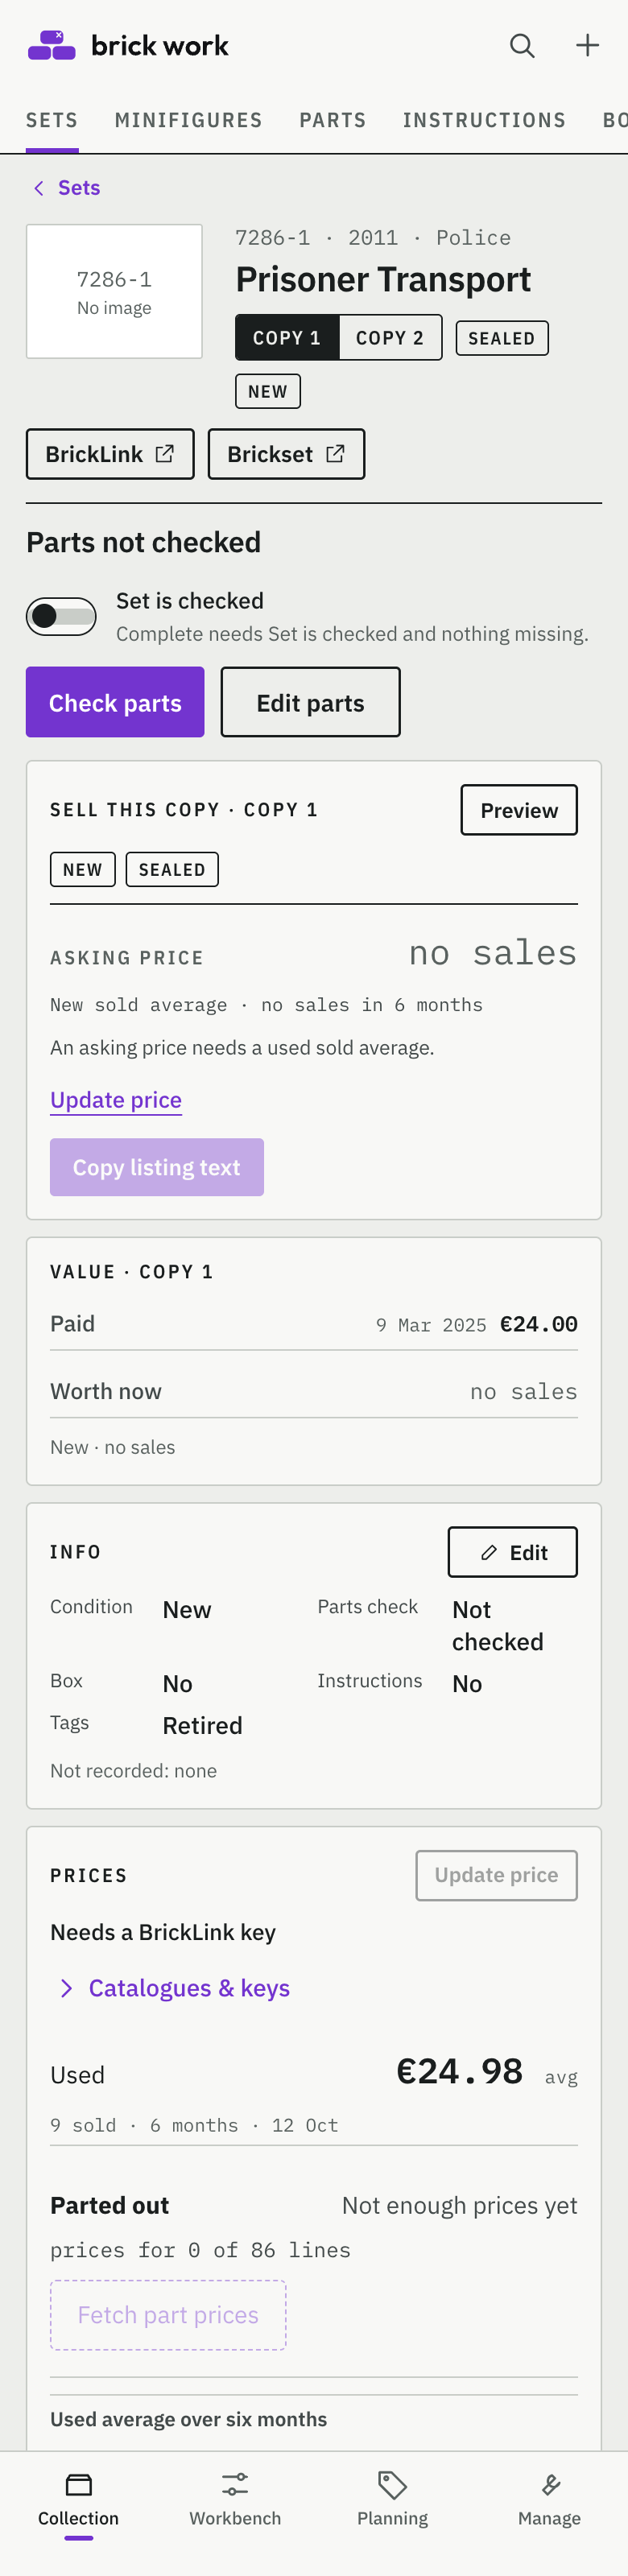 brick work
SETS MINIFIGURES PARTS INSTRUCTIONS BO
Sets
7286-1
No image
7286-1 · 2011 · Police
Prisoner Transport
COPY 1 COPY 2 SEALED
NEW
BrickLink Brickset
Parts not checked
Set is checked
Complete needs Set is checked and nothing missing.
Check parts Edit parts
SELL THIS COPY · COPY 1 Preview
NEW SEALED
ASKING PRICE no sales
New sold average · no sales in 6 months
An asking price needs a used sold average.
Update price
Copy listing text
VALUE · COPY 1
Paid 9 Mar 2025 €24.00
Worth now no sales
New · no sales
INFO Edit
Condition New Parts check Not
checked
Box No Instructions No
Tags Retired
Not recorded: none
PRICES Update price
Needs a BrickLink key
Catalogues & keys
Used €24.98 avg
9 sold · 6 months · 12 Oct
Parted out Not enough prices yet
prices for 0 of 86 lines
Fetch part prices
Used average over six months
Collection Workbench Planning Manage